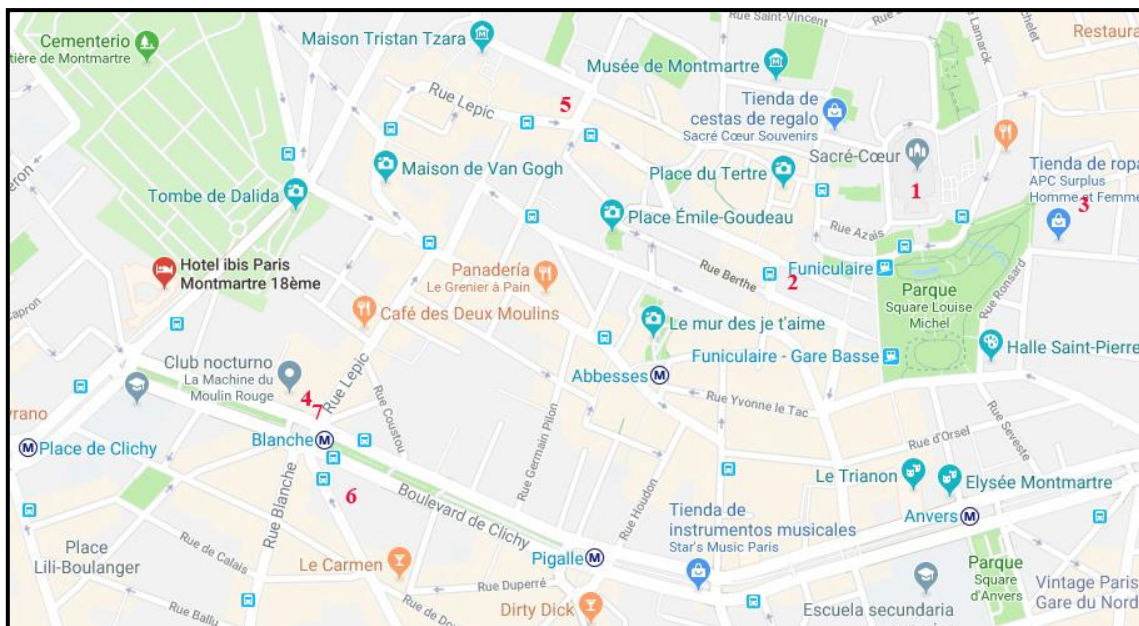 Rue Saint-Vincent
Cementerio
tière de Montmartre
Maison Tristan Tzara
Musée de Montmartre
Lamarck
Restaura
Rue Lepic
5
Tienda de
cestas de regalo
Sacré Cœur Souvenirs
Sacré-Cœur
1
Tienda de ropa
APC Surplus
Homme et Femme
3
Maison de Van Gogh
Place du Tertre
Tombe de Dalida
Place Émile-Goudeau
Rue Azais
Hotel ibis Paris
Montmartre 18ème
Panadería
Le Grenier à Pain
Rue Berthe
2
Funiculaire
Parque
Square Louise
Michel
Rue Ronsard
Café des Deux Moulins
Le mur des je t'aime
Funiculaire - Gare Basse
Halle Saint-Pierre
Club nocturno
La Machine du
Moulin Rouge
4
7
Rue Lepic
Rue Coustou
Abbesses
Rue Yvonne le Tac
Place de Clichy
Blanche
Rue Germain Pilon
Rue d'Orsel
Rue Seveste
6
Rue Blanche
Boulevard de Clichy
Rue Houdon
Le Trianon
Elysée Montmartre
Tienda de
instrumentos musicales
Star's Music Paris
Anvers
Place
Lili-Boulanger
Rue de Calais
Le Carmen
Pigalle
Rue Duperré
Dirty Dick
Rue Ballu
Escuela secundaria
Parque
Square
d'Anvers
Vintage Paris
Gare du Nord